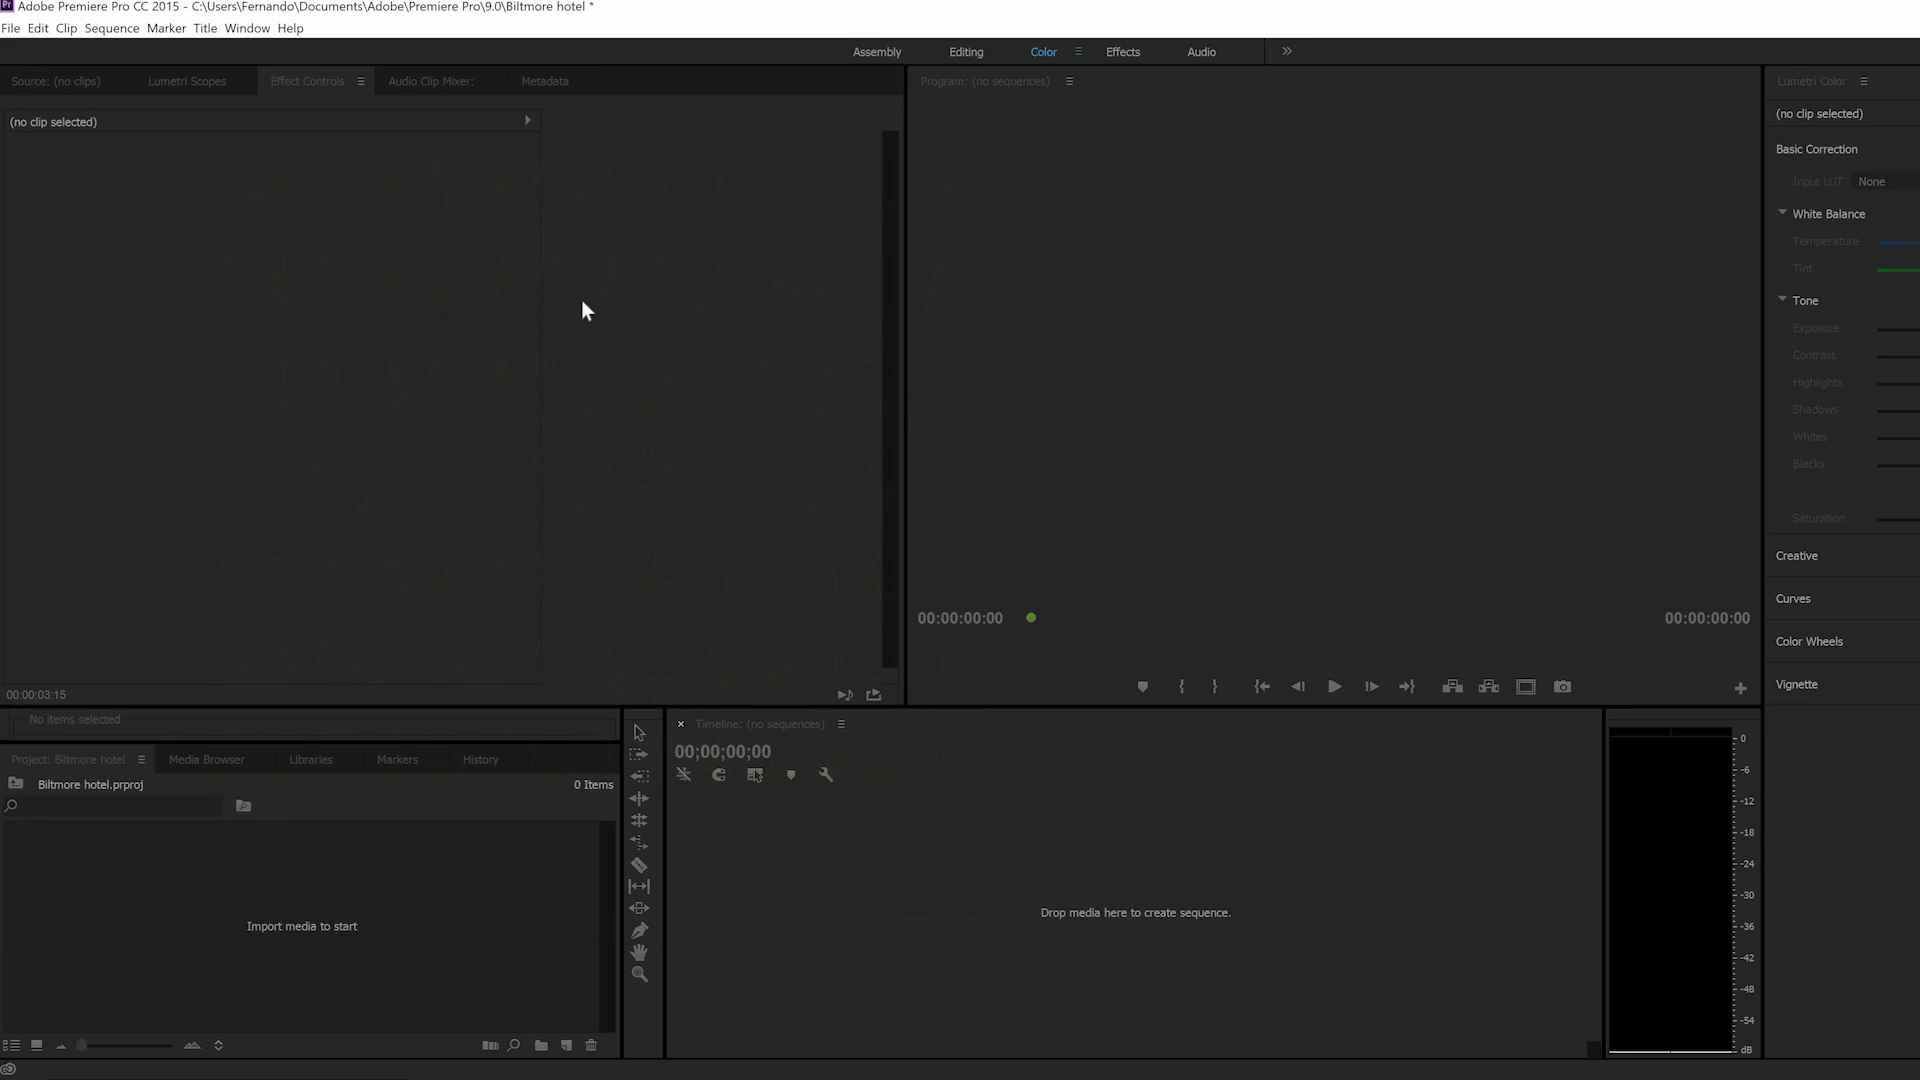 Pr Adobe Premiere Pro CC 2015 - C:\Users\Fernando\Documents\Adobe\Premiere Pro\9.0\Biltmore hotel *
File Edit Clip Sequence Marker Title Window Help
Assembly Editing Color Effects Audio
Source: (no clips) Lumetri Scopes Effect Controls Audio Clip Mixer: Metadata
(no clip selected)
00:00:03:15
Program: (no sequences)
00:00:00:00 00:00:00:00
Lumetri Color
(no clip selected)
Basic Correction
Input LUT None
White Balance
Temperature
Tint
Tone
Exposure
Contrast
Highlights
Shadows
Whites
Blacks
Saturation
Creative
Curves
Color Wheels
Vignette
No items selected
Project: Biltmore hotel Media Browser Libraries Markers History
Biltmore hotel.prproj 0 Items
Import media to start
Timeline: (no sequences)
00;00;00;00
Drop media here to create sequence.
0
-6
-12
-18
-24
-30
-36
-42
-48
-54
dB